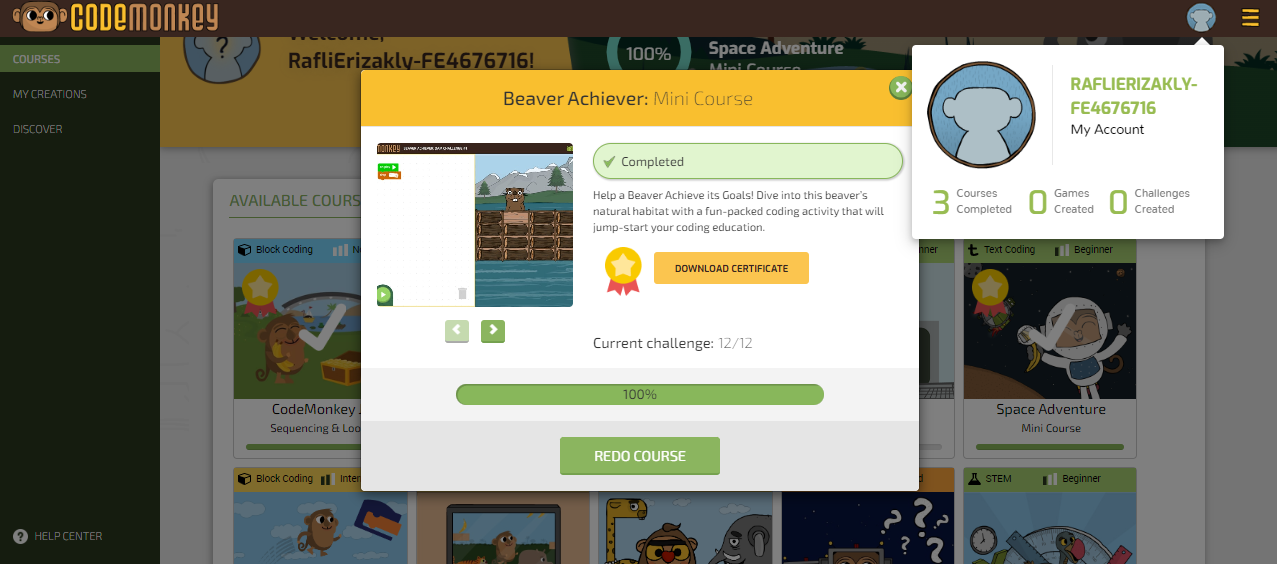 CODEMONKEY
COURSES
MY CREATIONS
DISCOVER
HELP CENTER
Welcome,
RafliErizakly-FE4676716!
100%
Space Adventure
Mini Course
RAFLIERIZAKLY-
FE4676716
My Account
3 Courses Completed
0 Games Created
0 Challenges Created
Beaver Achiever: Mini Course
Completed
Help a Beaver Achieve its Goals! Dive into this beaver's
natural habitat with a fun-packed coding activity that will
jump-start your coding education.
DOWNLOAD CERTIFICATE
Current challenge: 12/12
100%
REDO COURSE
AVAILABLE COURS
Block Coding
CodeMonkey
Sequencing & Loo
Text Coding Beginner
Space Adventure
Mini Course
Block Coding
STEM Beginner